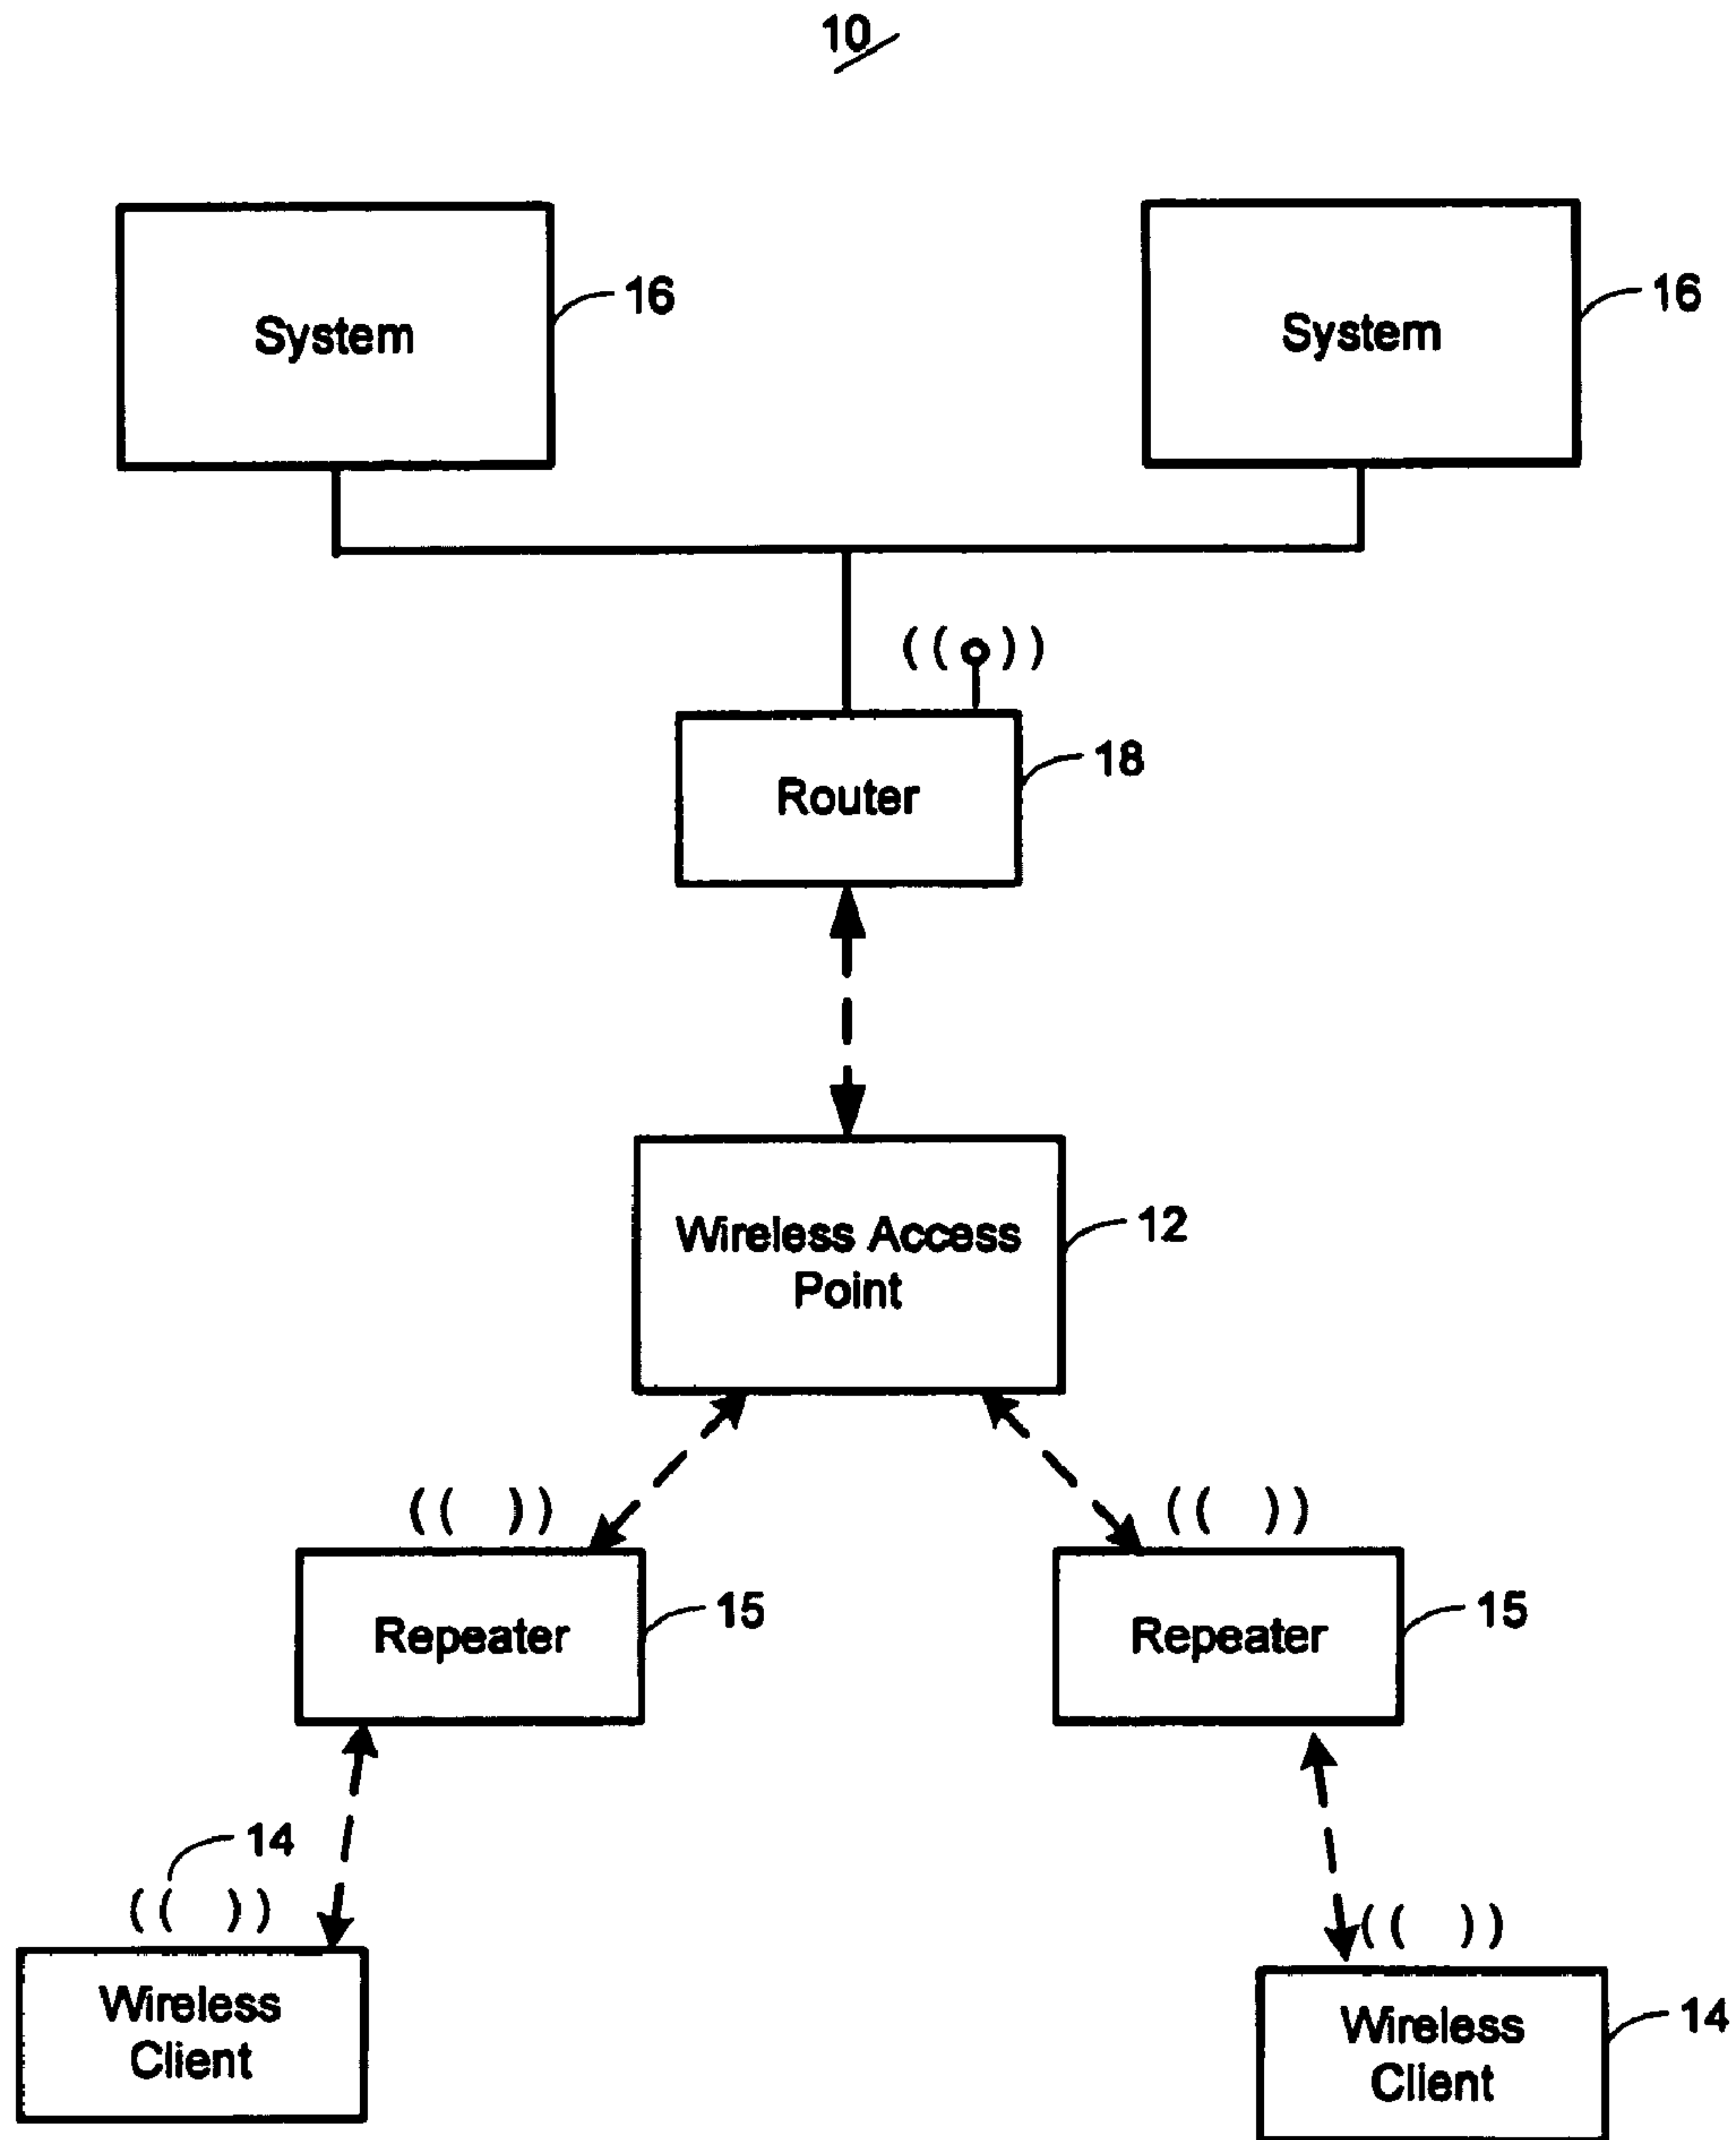 10
System
16
System
16
Router
18
Wireless Access
Point
12
Repeater
15
Repeater
15
14
Wireless
Client
Wireless
Client
14